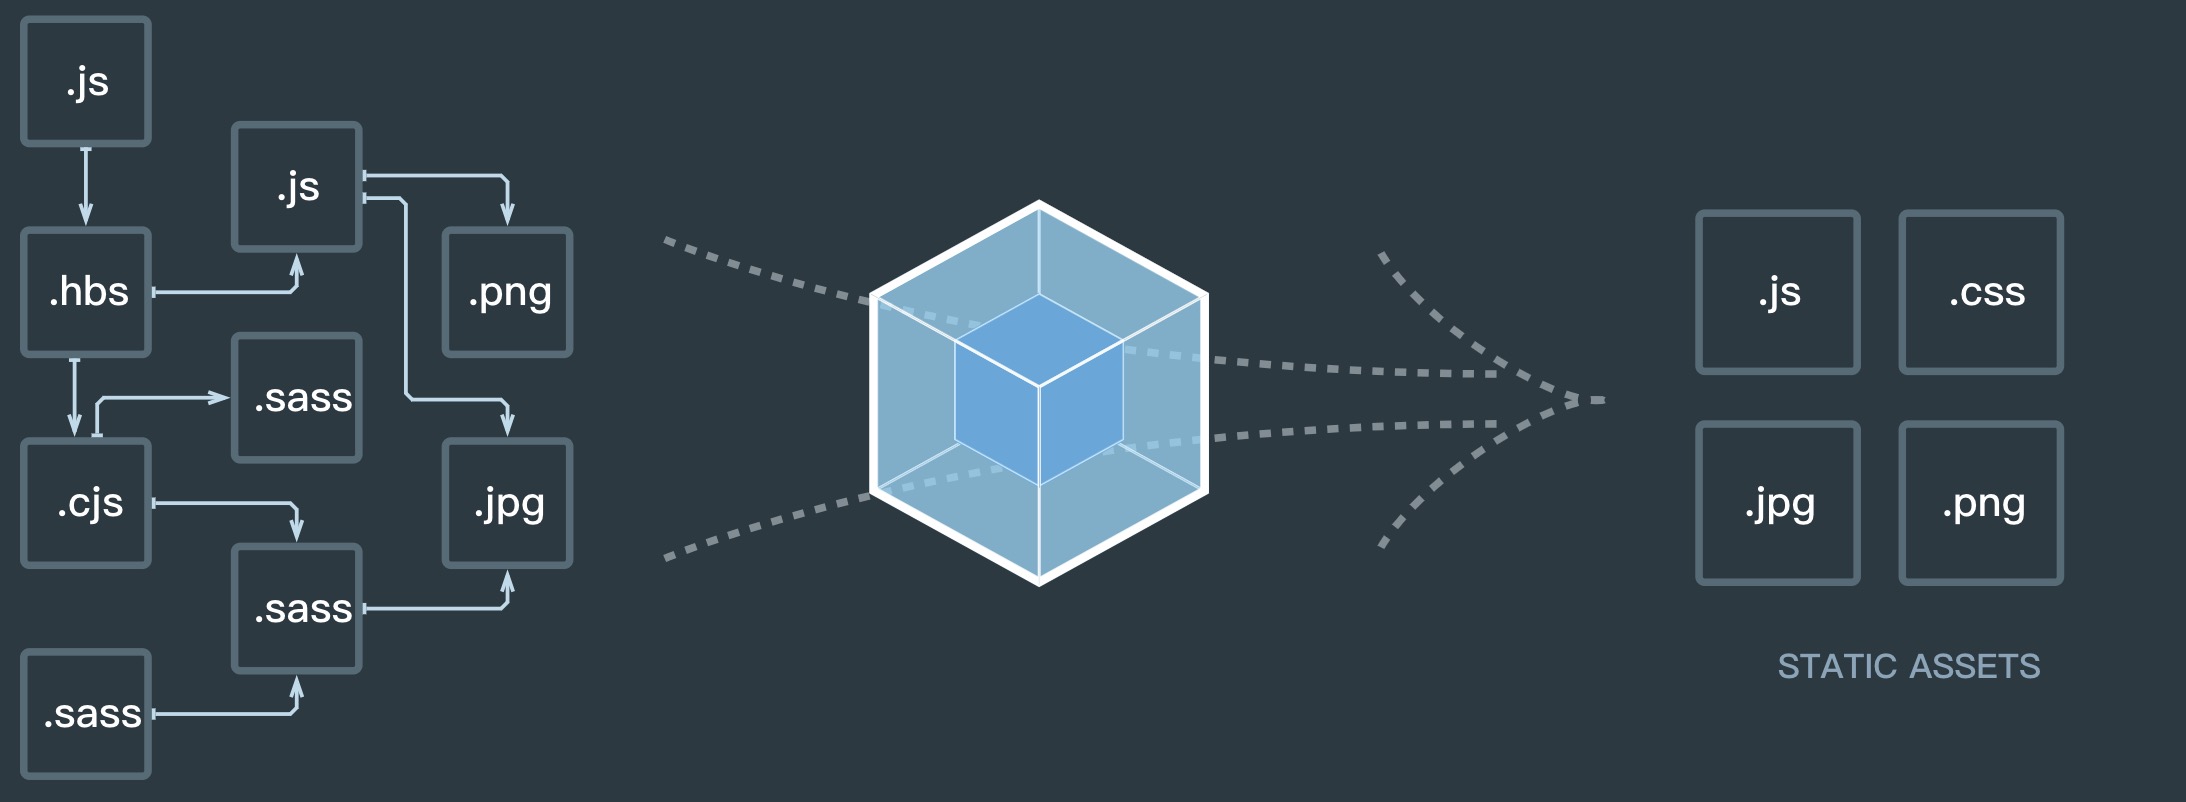 .js
.js
.hbs
.png
.sass
.cjs
.jpg
.sass
.sass
.js
.css
.jpg
.png
STATIC ASSETS